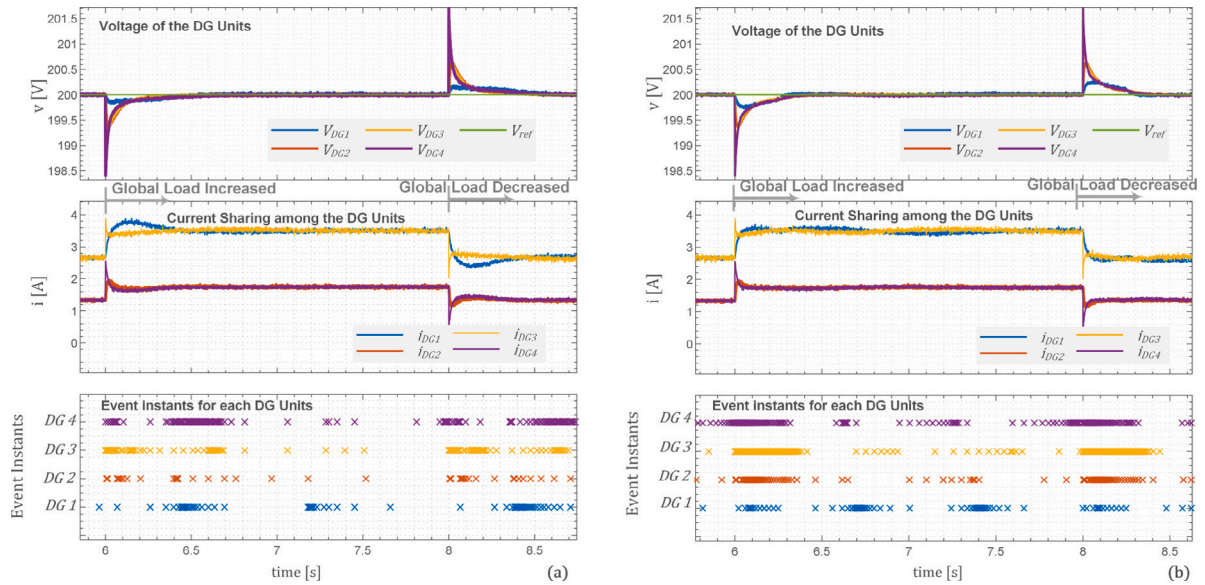 Voltage of the DG Units
v [V]
201
200.5
200
199.5
199
198.5
V_DG1 V_DG3 V_ref
V_DG2 V_DG4
Global Load Increased
Global Load Decreased
Current Sharing among the DG Units
i [A]
4
3
2
1
0
i_DG1 i_DG3
i_DG2 i_DG4
Event Instants for each DG Units
Event Instants
DG 4
DG 3
DG 2
DG 1
6 6.5 7 7.5 8 8.5
time [s]
(a)
Voltage of the DG Units
v [V]
201
200.5
200
199.5
199
198.5
V_DG1 V_DG3 V_ref
V_DG2 V_DG4
Global Load Increased
Global Load Decreased
Current Sharing among the DG Units
i [A]
4
3
2
1
0
i_DG1 i_DG3
i_DG2 i_DG4
Event Instants for each DG Units
Event Instants
DG 4
DG 3
DG 2
DG 1
6 6.5 7 7.5 8 8.5
time [s]
(b)